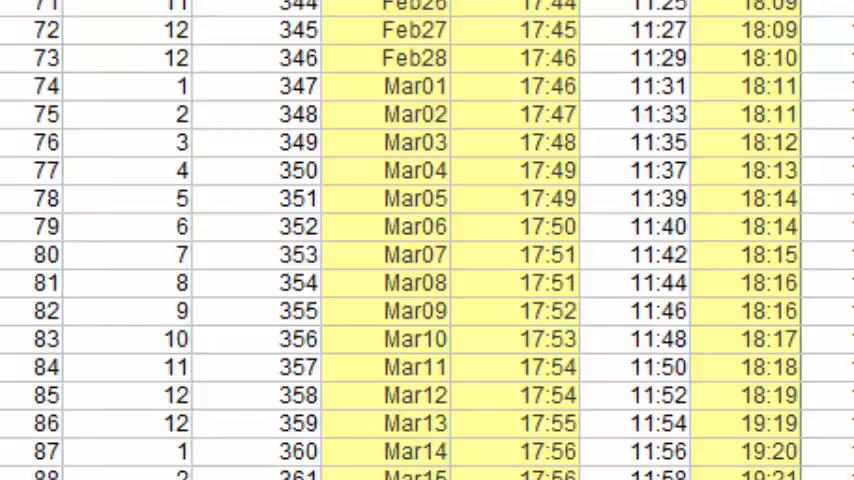 71 11 344 Feb26 17:44 11:25 18:09
72 12 345 Feb27 17:45 11:27 18:09
73 12 346 Feb28 17:46 11:29 18:10
74 1 347 Mar01 17:46 11:31 18:11
75 2 348 Mar02 17:47 11:33 18:11
76 3 349 Mar03 17:48 11:35 18:12
77 4 350 Mar04 17:49 11:37 18:13
78 5 351 Mar05 17:49 11:39 18:14
79 6 352 Mar06 17:50 11:40 18:14
80 7 353 Mar07 17:51 11:42 18:15
81 8 354 Mar08 17:51 11:44 18:16
82 9 355 Mar09 17:52 11:46 18:16
83 10 356 Mar10 17:53 11:48 18:17
84 11 357 Mar11 17:54 11:50 18:18
85 12 358 Mar12 17:54 11:52 18:19
86 12 359 Mar13 17:55 11:54 19:19
87 1 360 Mar14 17:56 11:56 19:20
88 2 361 Mar15 17:56 11:58 19:21